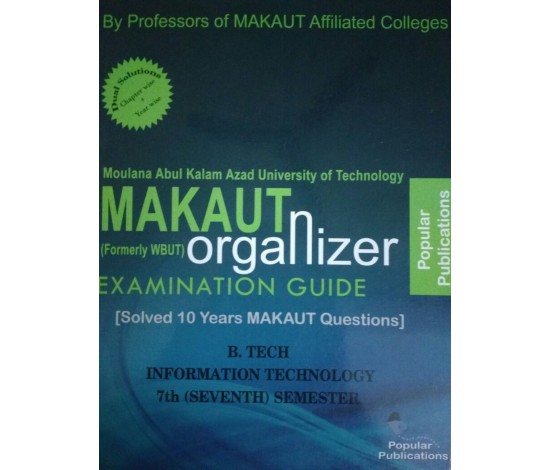 By Professors of MAKAUT Affiliated Colleges
Dual Solutions
Chapter wise
+
Year wise
Moulana Abul Kalam Azad University of Technology
MAKAUT
(Formerly WBUT)
organizer
EXAMINATION GUIDE
Popular
Publications
[Solved 10 Years MAKAUT Questions]
B. TECH
INFORMATION TECHNOLOGY
7th (SEVENTH) SEMESTER
Popular
Publications